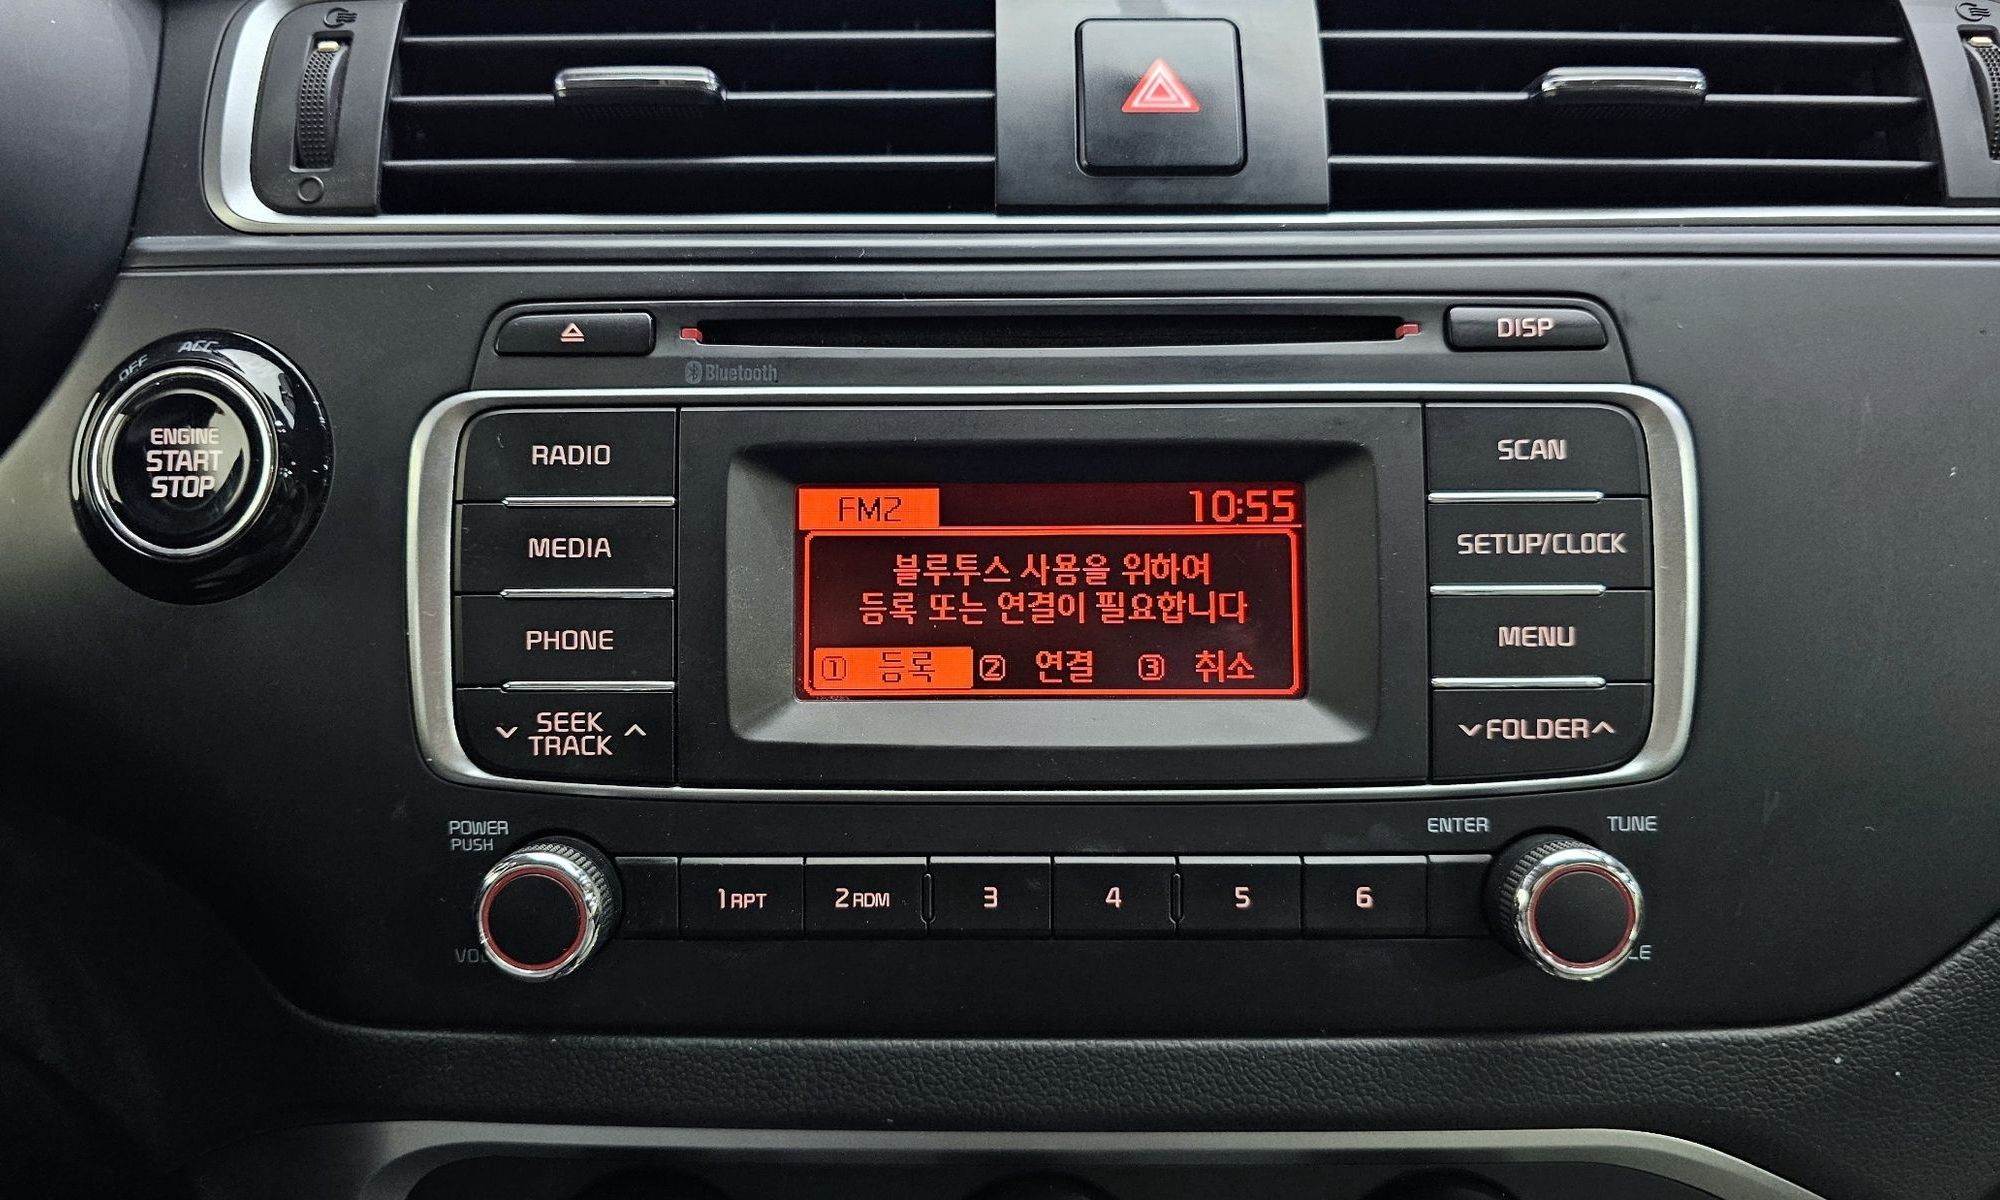 OFF
ACC
ENGINE
START
STOP
DISP
Bluetooth
RADIO
MEDIA
PHONE
SEEK
TRACK
FM2 10:55
블루투스 사용을 위하여
등록 또는 연결이 필요합니다
① 등록 ② 연결 ③ 취소
SCAN
SETUP/CLOCK
MENU
FOLDER
POWER
PUSH
1 RPT
2 RDM
3
4
5
6
ENTER
TUNE